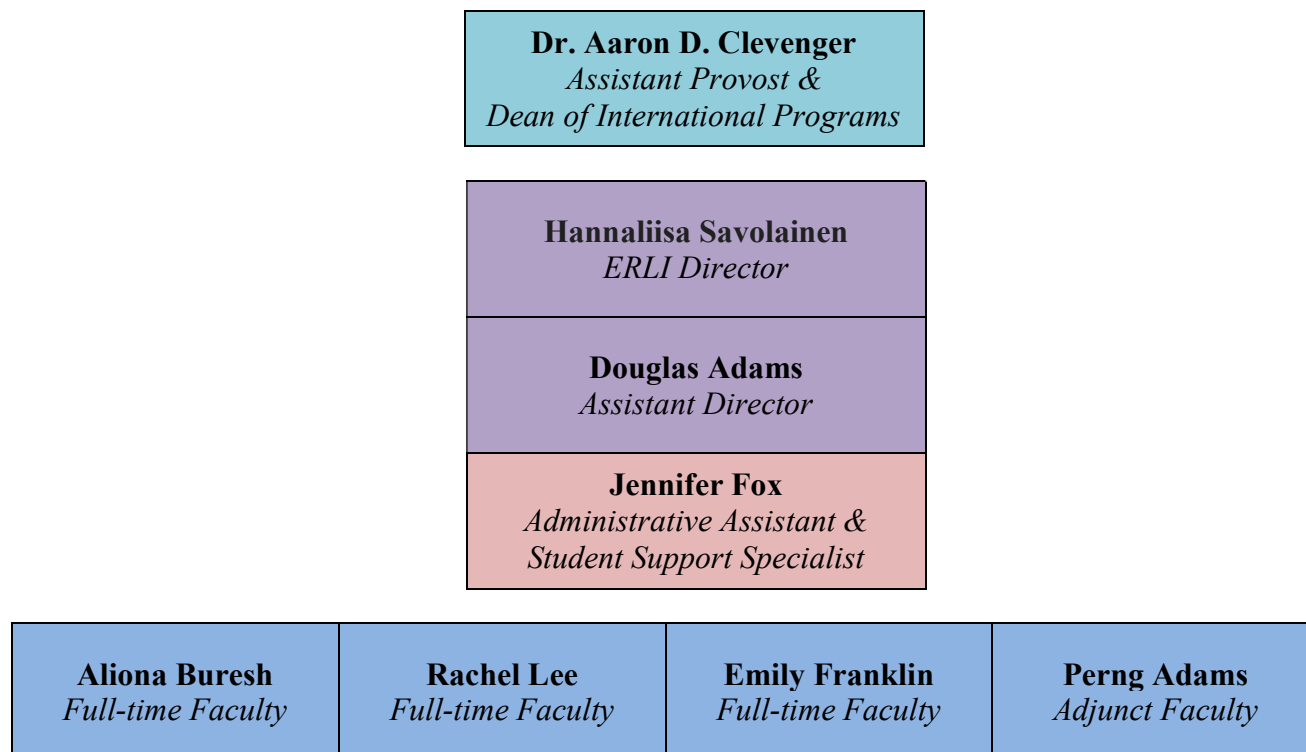 Dr. Aaron D. Clevenger
Assistant Provost &
Dean of International Programs
Hannaliisa Savolainen
ERLI Director
Douglas Adams
Assistant Director
Jennifer Fox
Administrative Assistant &
Student Support Specialist
Aliona Buresh
Full-time Faculty
Rachel Lee
Full-time Faculty
Emily Franklin
Full-time Faculty
Perng Adams
Adjunct Faculty